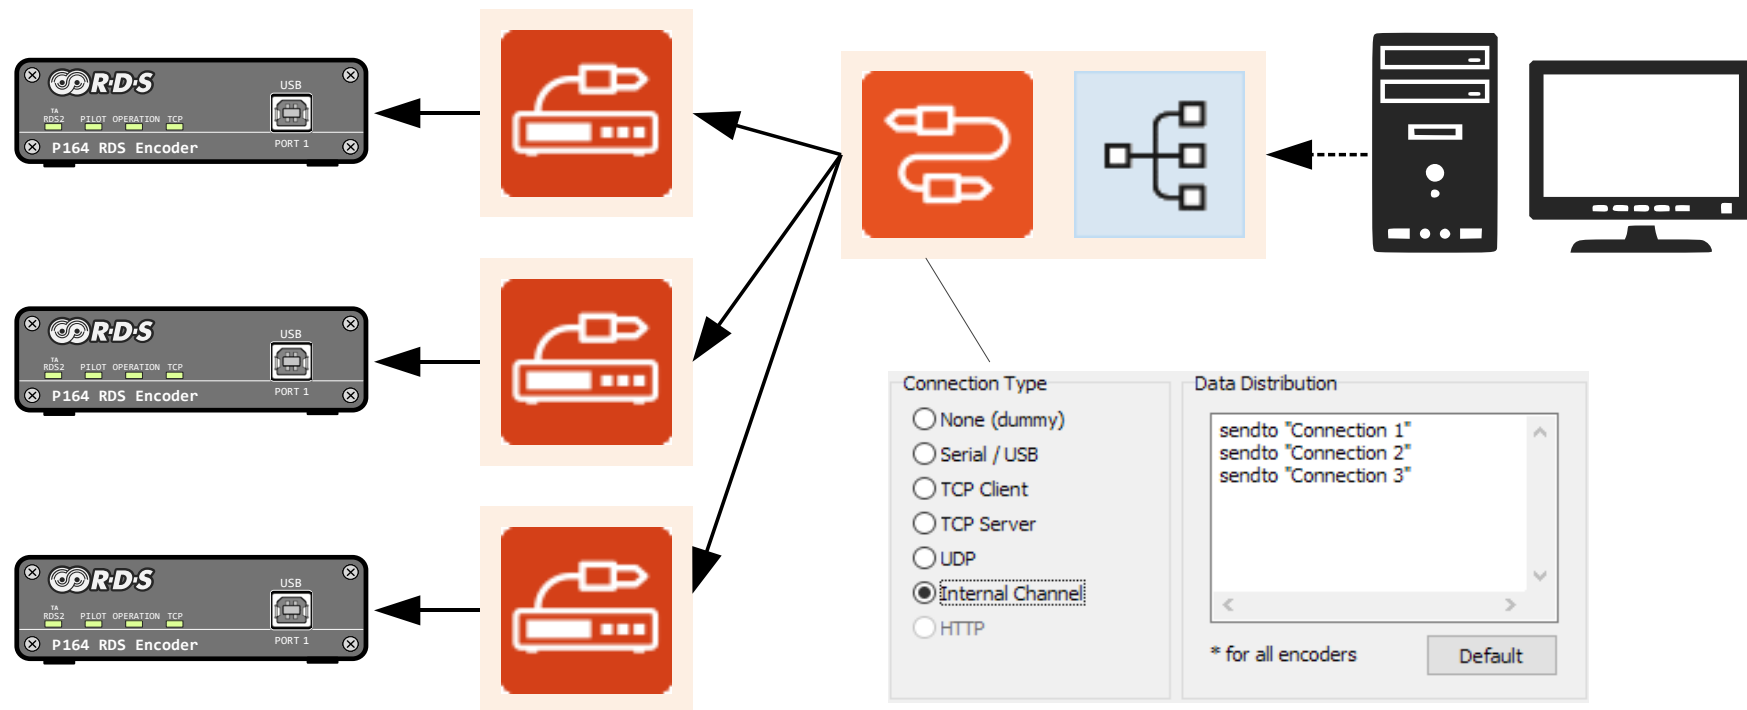 R·D·S
USB
TA
RDS2 PILOT OPERATION TCP
PORT 1
P164 RDS Encoder
R·D·S
USB
TA
RDS2 PILOT OPERATION TCP
PORT 1
P164 RDS Encoder
R·D·S
USB
TA
RDS2 PILOT OPERATION TCP
PORT 1
P164 RDS Encoder
Connection Type
None (dummy)
Serial / USB
TCP Client
TCP Server
UDP
Internal Channel
HTTP
Data Distribution
sendto "Connection 1"
sendto "Connection 2"
sendto "Connection 3"
* for all encoders
Default